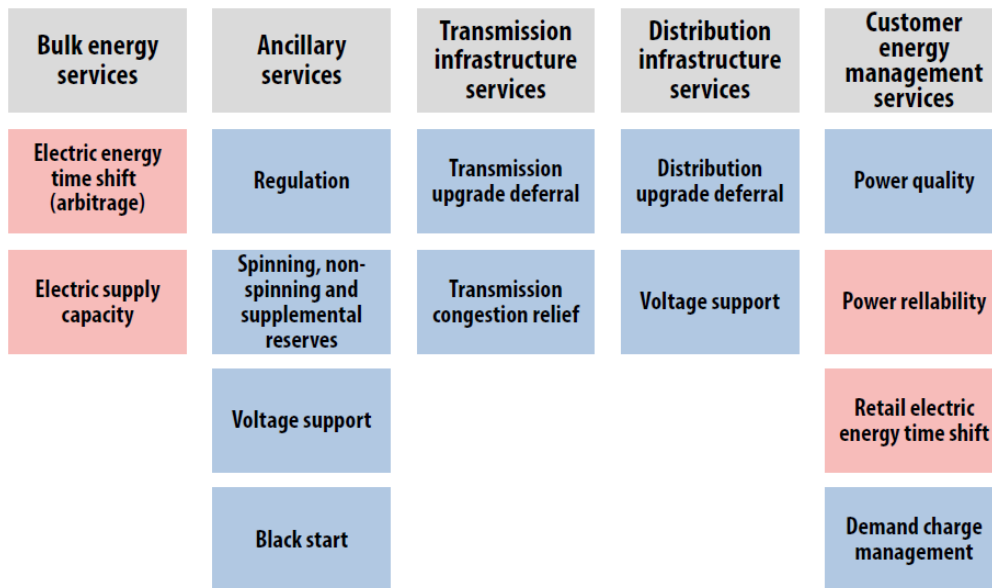 Bulk energy
services
Ancillary
services
Transmission
infrastructure
services
Distribution
infrastructure
services
Customer
energy
management
services
Electric energy
time shift
(arbitrage)
Regulation
Transmission
upgrade deferral
Distribution
upgrade deferral
Power quality
Electric supply
capacity
Spinning, non-
spinning and
supplemental
reserves
Transmission
congestion relief
Voltage support
Power rellability
Voltage support
Retail electric
energy time shift
Black start
Demand charge
management